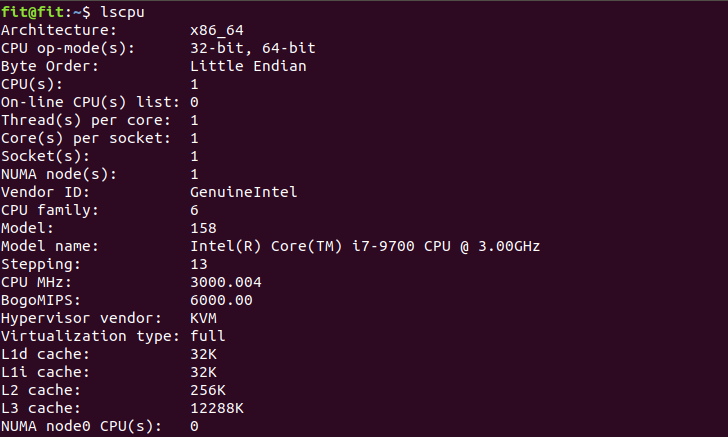 fit@fit:~$ lscpu
Architecture:        x86_64
CPU op-mode(s):      32-bit, 64-bit
Byte Order:          Little Endian
CPU(s):              1
On-line CPU(s) list: 0
Thread(s) per core:  1
Core(s) per socket:  1
Socket(s):           1
NUMA node(s):        1
Vendor ID:           GenuineIntel
CPU family:          6
Model:               158
Model name:          Intel(R) Core(TM) i7-9700 CPU @ 3.00GHz
Stepping:            13
CPU MHz:             3000.004
BogoMIPS:            6000.00
Hypervisor vendor:   KVM
Virtualization type: full
L1d cache:           32K
L1i cache:           32K
L2 cache:            256K
L3 cache:            12288K
NUMA node0 CPU(s):   0